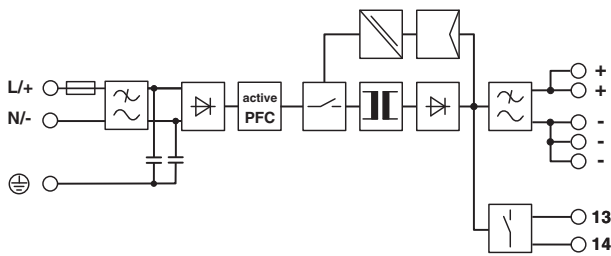 L/+
N/-
active
PFC
+
+
-
-
-
13
14